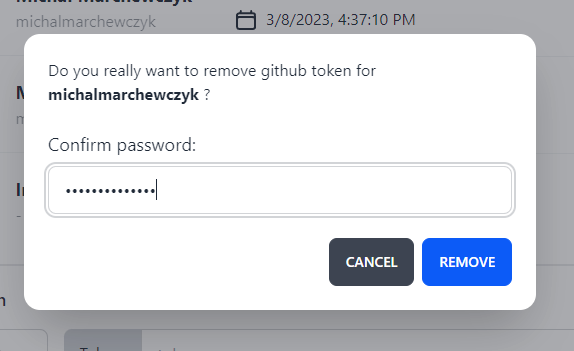 michalmarchewczyk
3/8/2023, 4:37:10 PM
Do you really want to remove github token for
michalmarchewczyk ?
Confirm password:
••••••••••••••
CANCEL
REMOVE